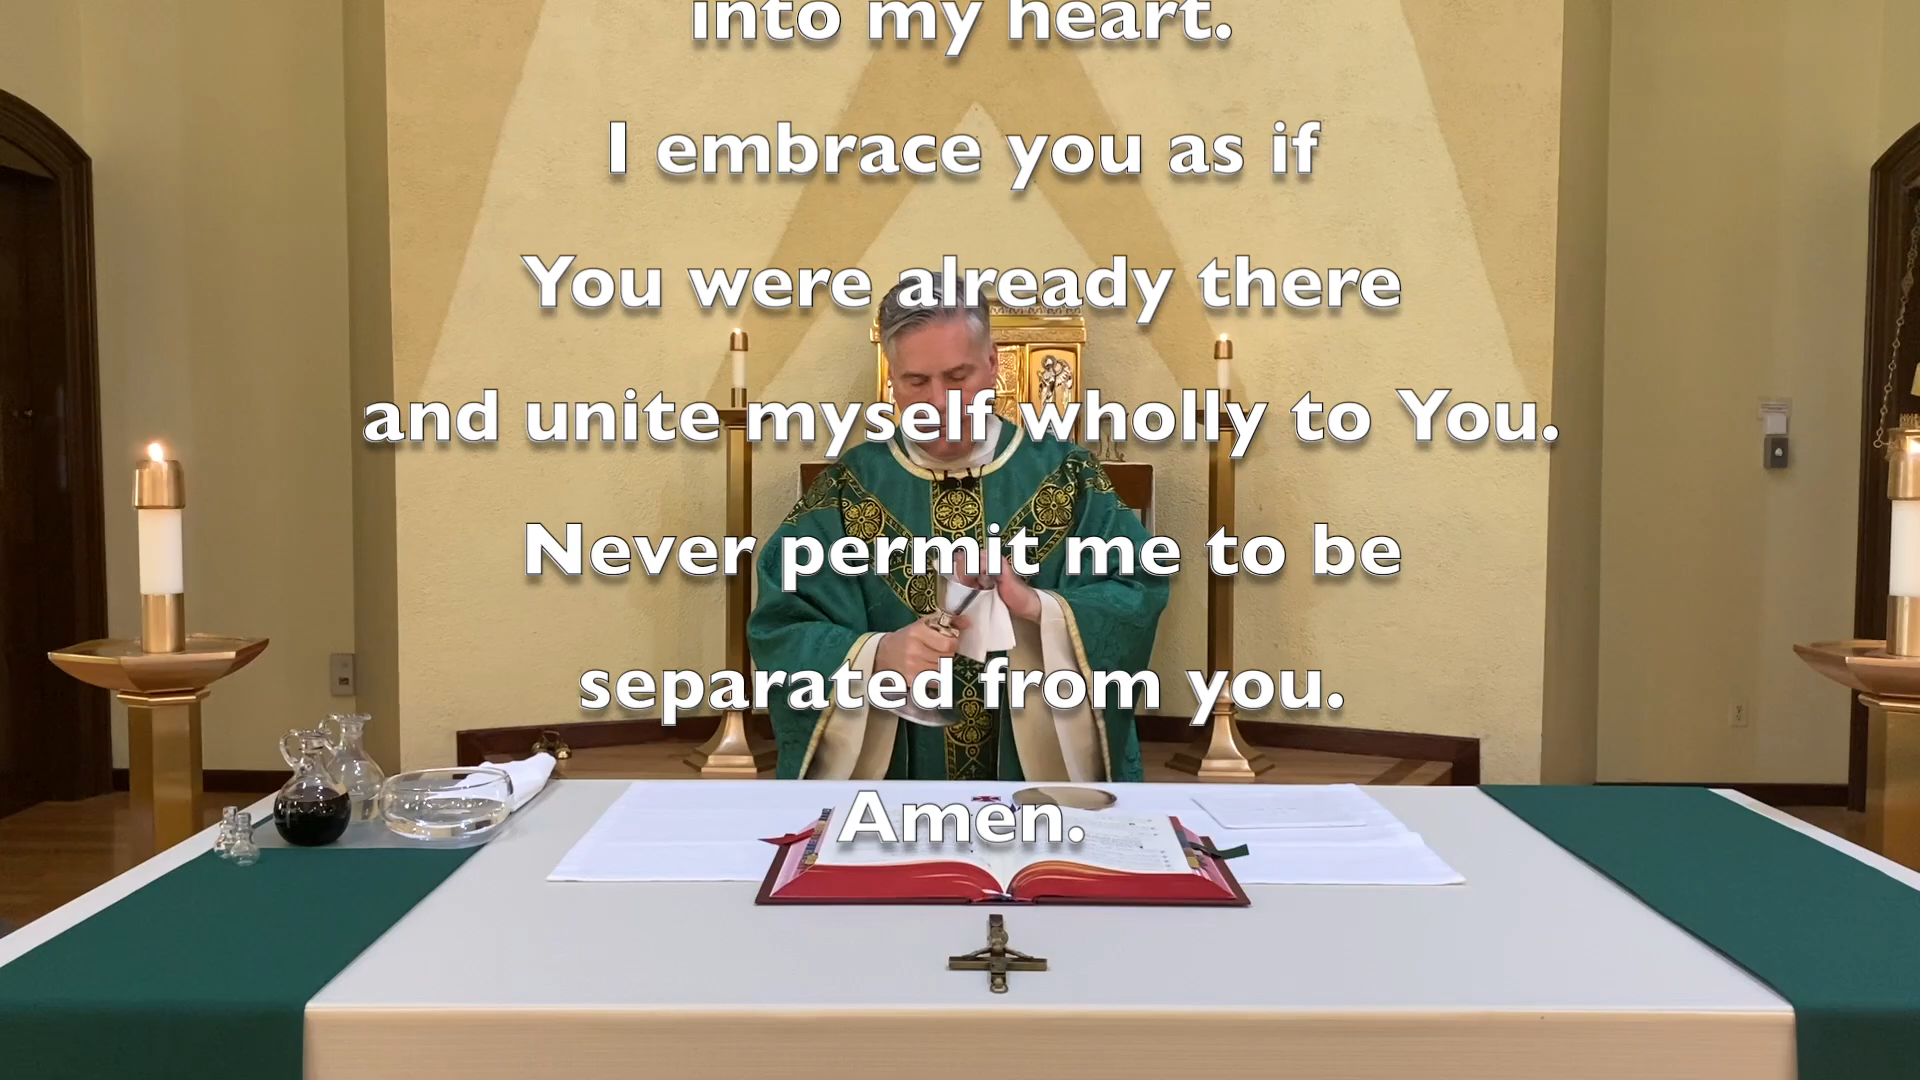 into my heart.
I embrace you as if
You were already there
and unite myself wholly to You.
Never permit me to be
separated from you.
Amen.